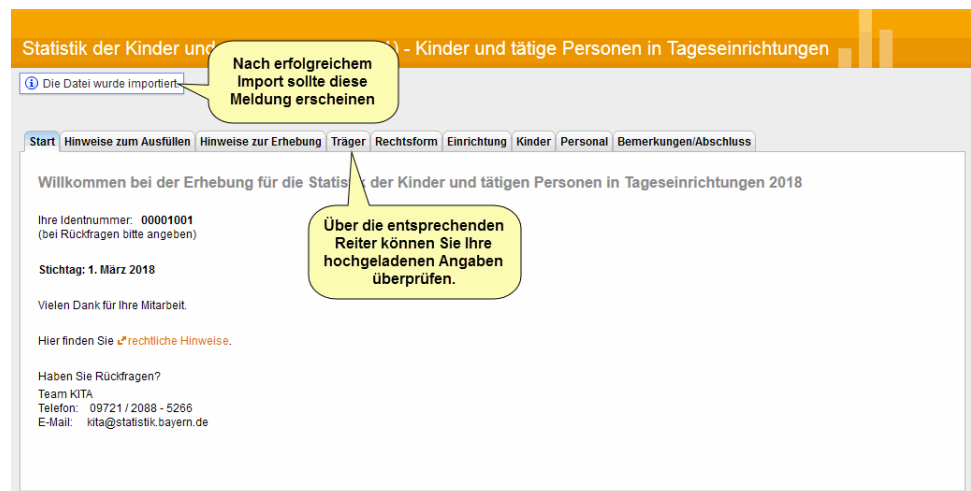 Statistik der Kinder und ) - Kinder und tätige Personen in Tageseinrichtungen
Nach erfolgreichem
Import sollte diese
Meldung erscheinen
Die Datei wurde importiert.
Start Hinweise zum Ausfüllen Hinweise zur Erhebung Träger Rechtsform Einrichtung Kinder Personal Bemerkungen/Abschluss
Willkommen bei der Erhebung für die Statistik der Kinder und tätigen Personen in Tageseinrichtungen 2018
Ihre Identnummer: 00001001
(bei Rückfragen bitte angeben)
Über die entsprechenden
Reiter können Sie Ihre
hochgeladenen Angaben
überprüfen.
Stichtag: 1. März 2018
Vielen Dank für Ihre Mitarbeit.
Hier finden Sie rechtliche Hinweise.
Haben Sie Rückfragen?
Team KITA
Telefon: 09721 / 2088 - 5266
E-Mail: kita@statistik.bayern.de